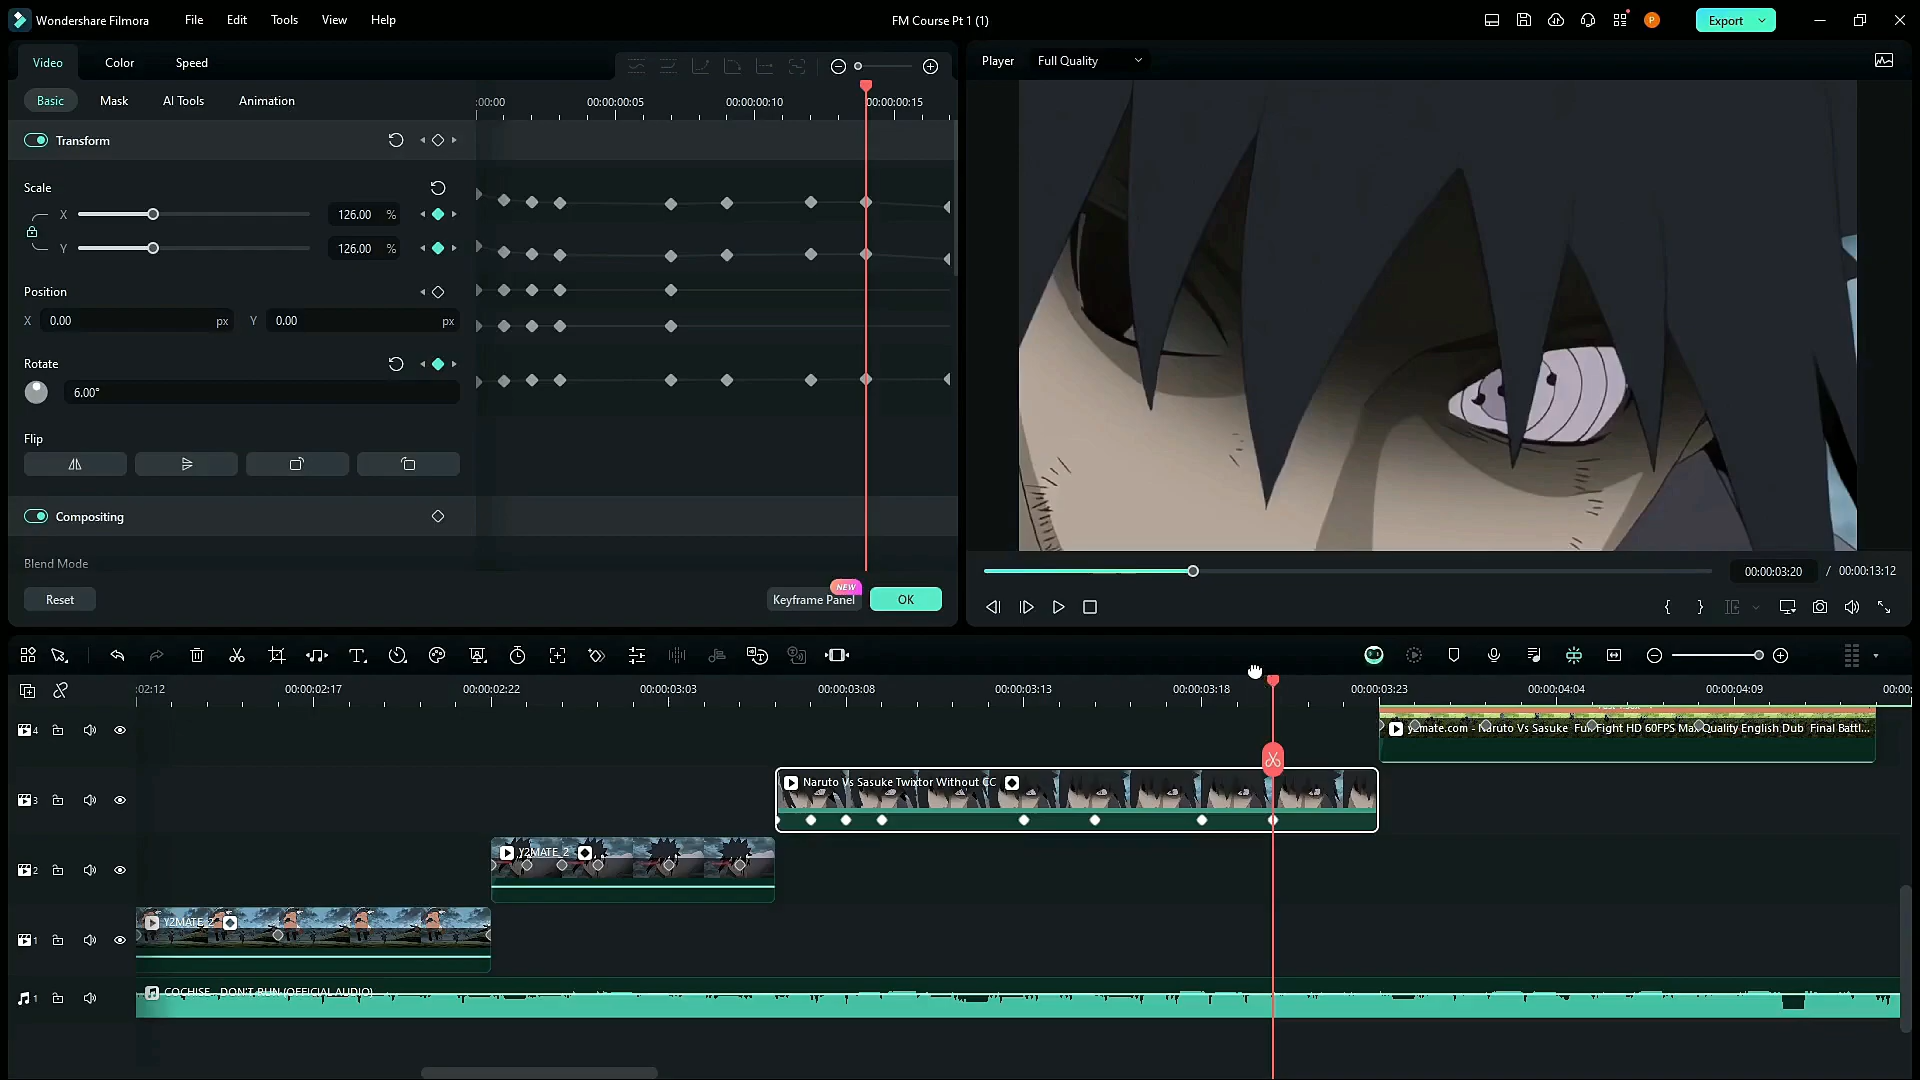 Wondershare Filmora
File
Edit
Tools
View
Help
FM Course Pt 1 (1)
P
Export
Video
Color
Speed
Player
Full Quality
Basic
Mask
AI Tools
Animation
:00:00
00:00:00:05
00:00:00:10
00:00:00:15
Transform
Scale
X
126.00
%
Y
126.00
%
Position
X
0.00
px
Y
0.00
px
Rotate
6.00°
Flip
Compositing
Blend Mode
NEW
Reset
Keyframe Panel
OK
00:00:03:20
/
00:00:13:12
:02:12
00:00:02:17
00:00:02:22
00:00:03:03
00:00:03:08
00:00:03:13
00:00:03:18
00:00:03:23
00:00:04:04
00:00:04:09
00:00:
4
y2mate.com - Naruto Vs Sasuke Full Fight HD 60FPS Max Quality English Dub Final Battl...
3
Naruto Vs Sasuke Twixtor Without CC
2
Y2MATE_2
1
Y2MATE_2
1
COCHISE - DON'T RUN (OFFICIAL AUDIO)